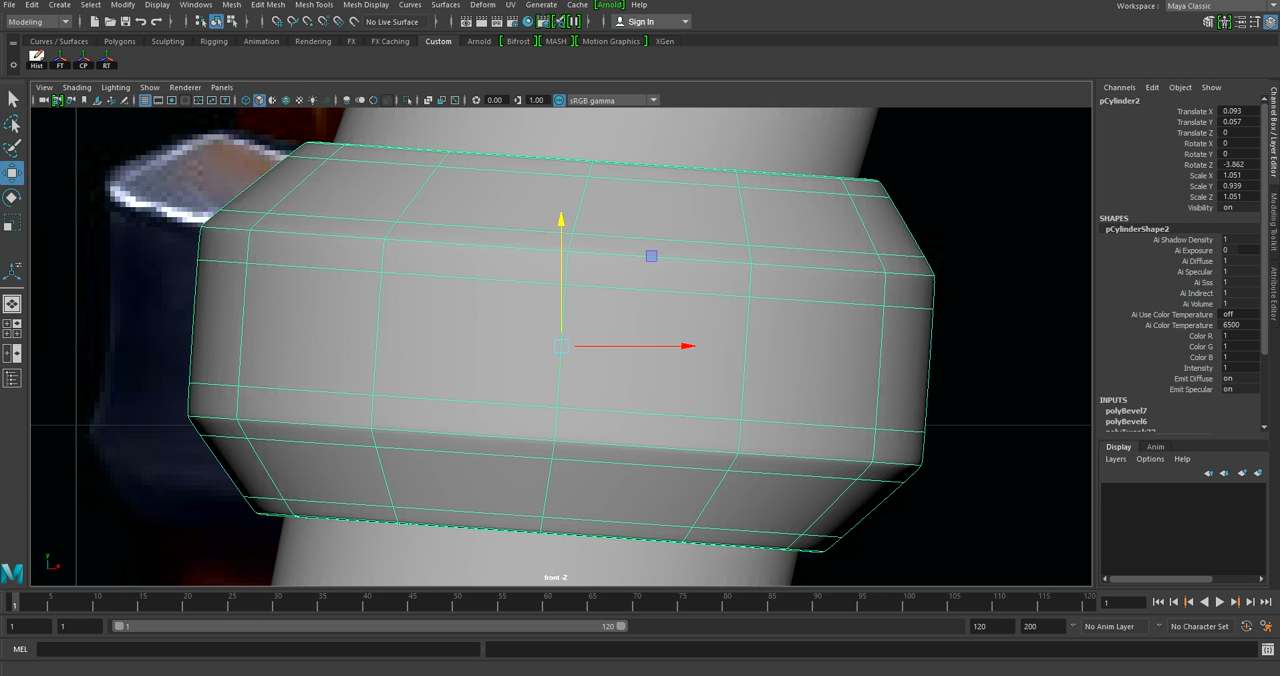 File Edit Create Select Modify Display Windows Mesh Edit Mesh Mesh Tools Mesh Display Curves Surfaces Deform UV Generate Cache [Arnold] Help Workspace : Maya Classic
Modeling No Live Surface Sign In
Curves / Surfaces Polygons Sculpting Rigging Animation Rendering FX FX Caching Custom Arnold Bifrost MASH Motion Graphics XGen
Hist FT CP RT
View Shading Lighting Show Renderer Panels
0.00 1.00 sRGB gamma
Channels Edit Object Show
pCylinder2
Translate X 0.093
Translate Y 0.057
Translate Z 0
Rotate X 0
Rotate Y 0
Rotate Z -3.862
Scale X 1.051
Scale Y 0.939
Scale Z 1.051
Visibility on
SHAPES
pCylinderShape2
Ai Shadow Density 1
Ai Exposure 0
Ai Diffuse 1
Ai Specular 1
Ai Sss 1
Ai Indirect 1
Ai Volume 1
Ai Use Color Temperature off
Ai Color Temperature 6500
Color R 1
Color G 1
Color B 1
Intensity 1
Emit Diffuse on
Emit Specular on
INPUTS
polyBevel7
polyBevel6
Display Anim
Layers Options Help
Channel Box / Layer Editor
Modeling Toolkit
Attribute Editor
y
x
front -Z
1 5 10 15 20 25 30 35 40 45 50 55 60 65 70 75 80 85 90 95 100 105 110 115 120 1
1 1 1 120 120 200 No Anim Layer No Character Set
MEL